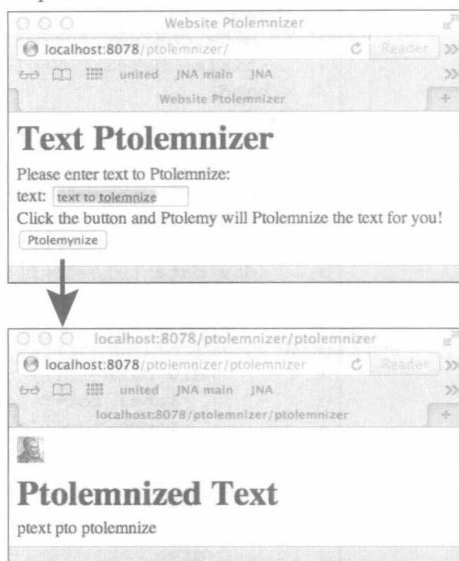 Website Ptolemnizer
localhost:8078/ptolemnizer/ Reader
united JNA main JNA
Website Ptolemnizer
Text Ptolemnizer
Please enter text to Ptolemnize:
text: text to tolemnize
Click the button and Ptolemy will Ptolemnize the text for you!
Ptolemynize
localhost:8078/ptolemnizer/ptolemnizer
localhost:8078/ptolemnizer/ptolemnizer Reader
united JNA main JNA
localhost:8078/ptolemnizer/ptolemnizer
Ptolemnized Text
ptext pto ptolemnize